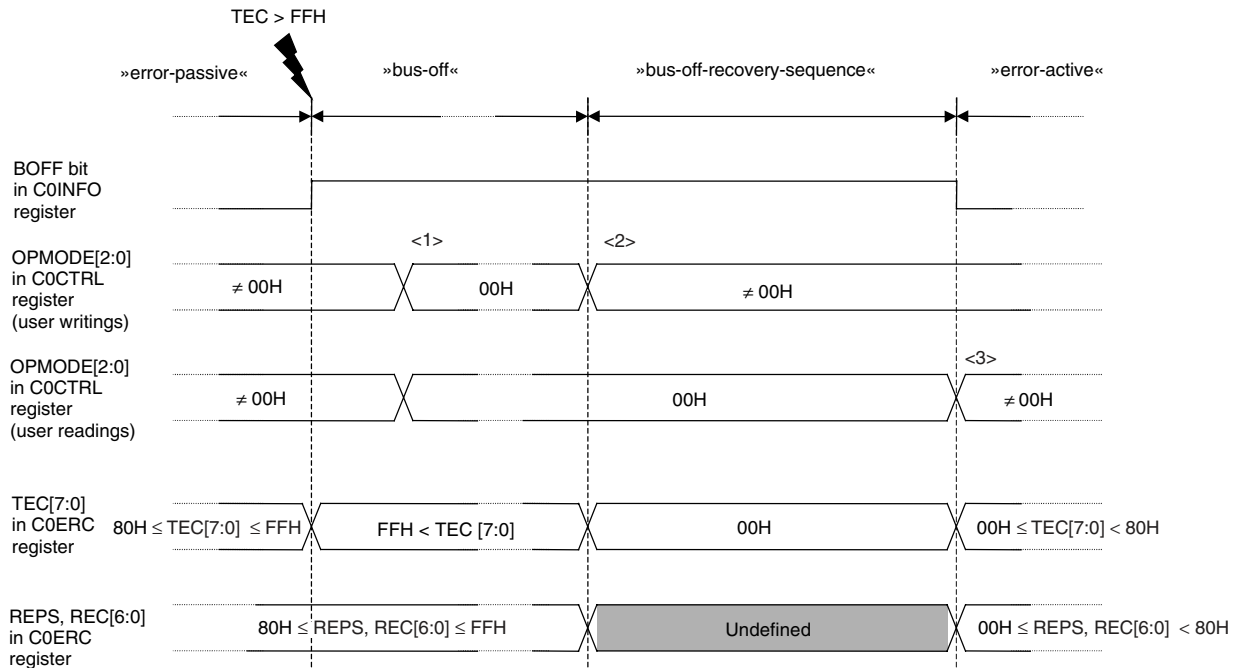 TEC > FFH
»error-passive« »bus-off« »bus-off-recovery-sequence« »error-active«
BOFF bit
in C0INFO
register
<1> <2>
OPMODE[2:0]
in C0CTRL
register
(user writings)
≠ 00H 00H ≠ 00H
<3>
OPMODE[2:0]
in C0CTRL
register
(user readings)
≠ 00H 00H ≠ 00H
TEC[7:0]
in C0ERC
register
80H ≤ TEC[7:0] ≤ FFH FFH < TEC [7:0] 00H 00H ≤ TEC[7:0] < 80H
REPS, REC[6:0]
in C0ERC
register
80H ≤ REPS, REC[6:0] ≤ FFH Undefined 00H ≤ REPS, REC[6:0] < 80H